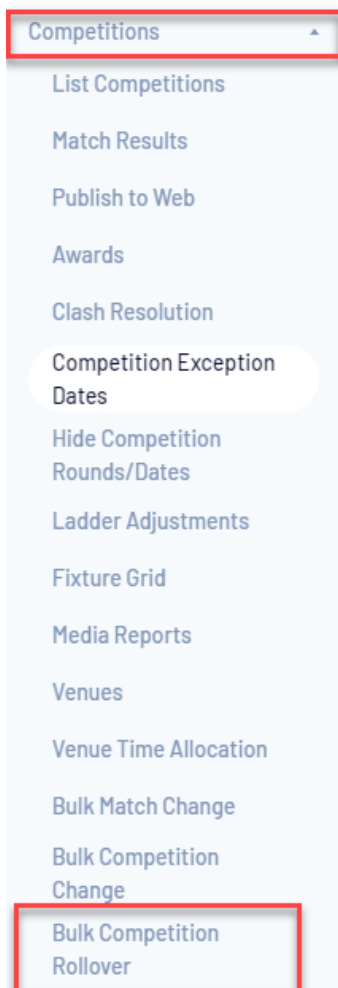 Competitions
List Competitions
Match Results
Publish to Web
Awards
Clash Resolution
Competition Exception
Dates
Hide Competition
Rounds/Dates
Ladder Adjustments
Fixture Grid
Media Reports
Venues
Venue Time Allocation
Bulk Match Change
Bulk Competition
Change
Bulk Competition
Rollover